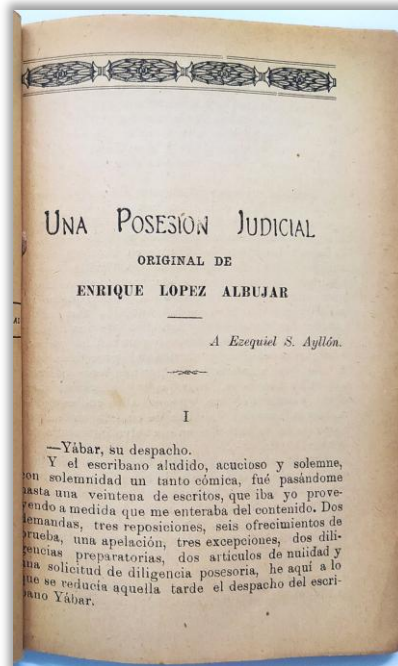 UNA POSESIÓN JUDICIAL
ORIGINAL DE
ENRIQUE LOPEZ ALBUJAR
A Ezequiel S. Ayllón.
I
—Yábar, su despacho.
Y el escribano aludido, acucioso y solemne,
con solemnidad un tanto cómica, fué pasándome
hasta una veintena de escritos, que iba yo prove-
yendo a medida que me enteraba del contenido. Dos
demandas, tres reposiciones, seis ofrecimientos de
prueba, una apelación, tres excepciones, dos dili-
gencias preparatorias, dos articulos de nulidad y
una solicitud de diligencia posesoria, he aquí a lo
que se reducía aquella tarde el despacho del escri-
bano Yábar.